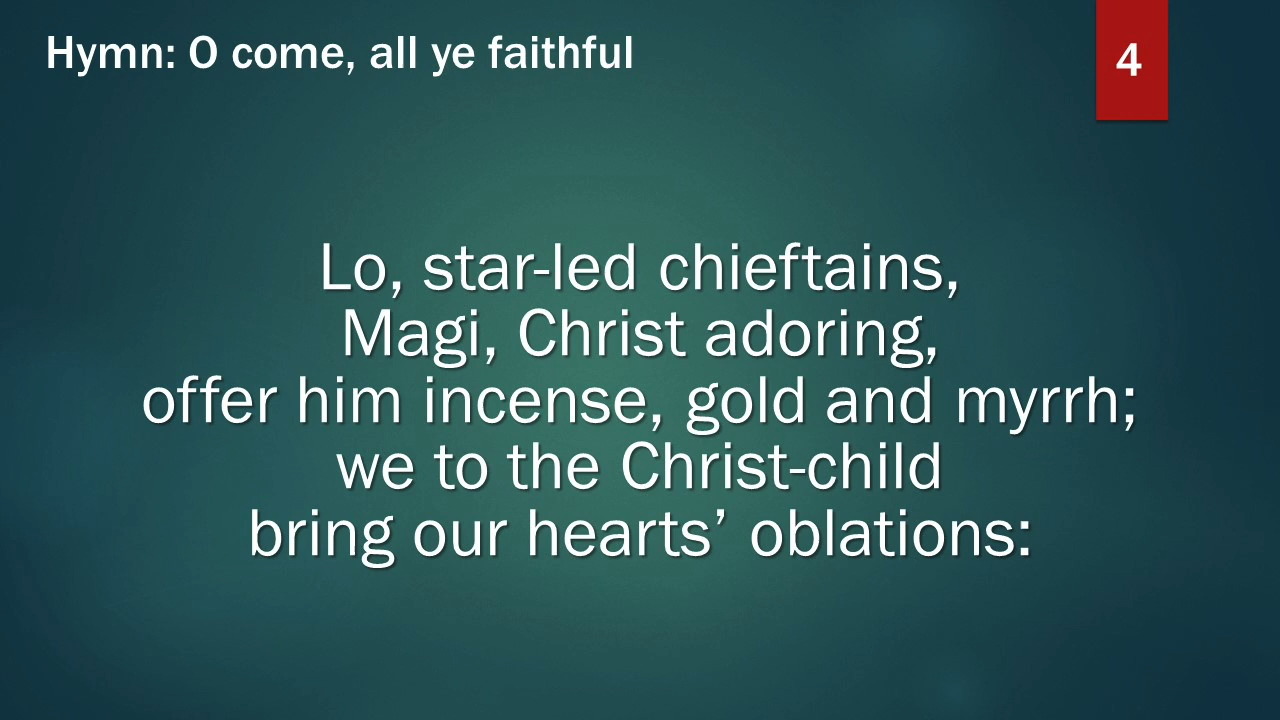 Hymn: O come, all ye faithful
4
Lo, star-led chieftains,
Magi, Christ adoring,
offer him incense, gold and myrrh;
we to the Christ-child
bring our hearts’ oblations: